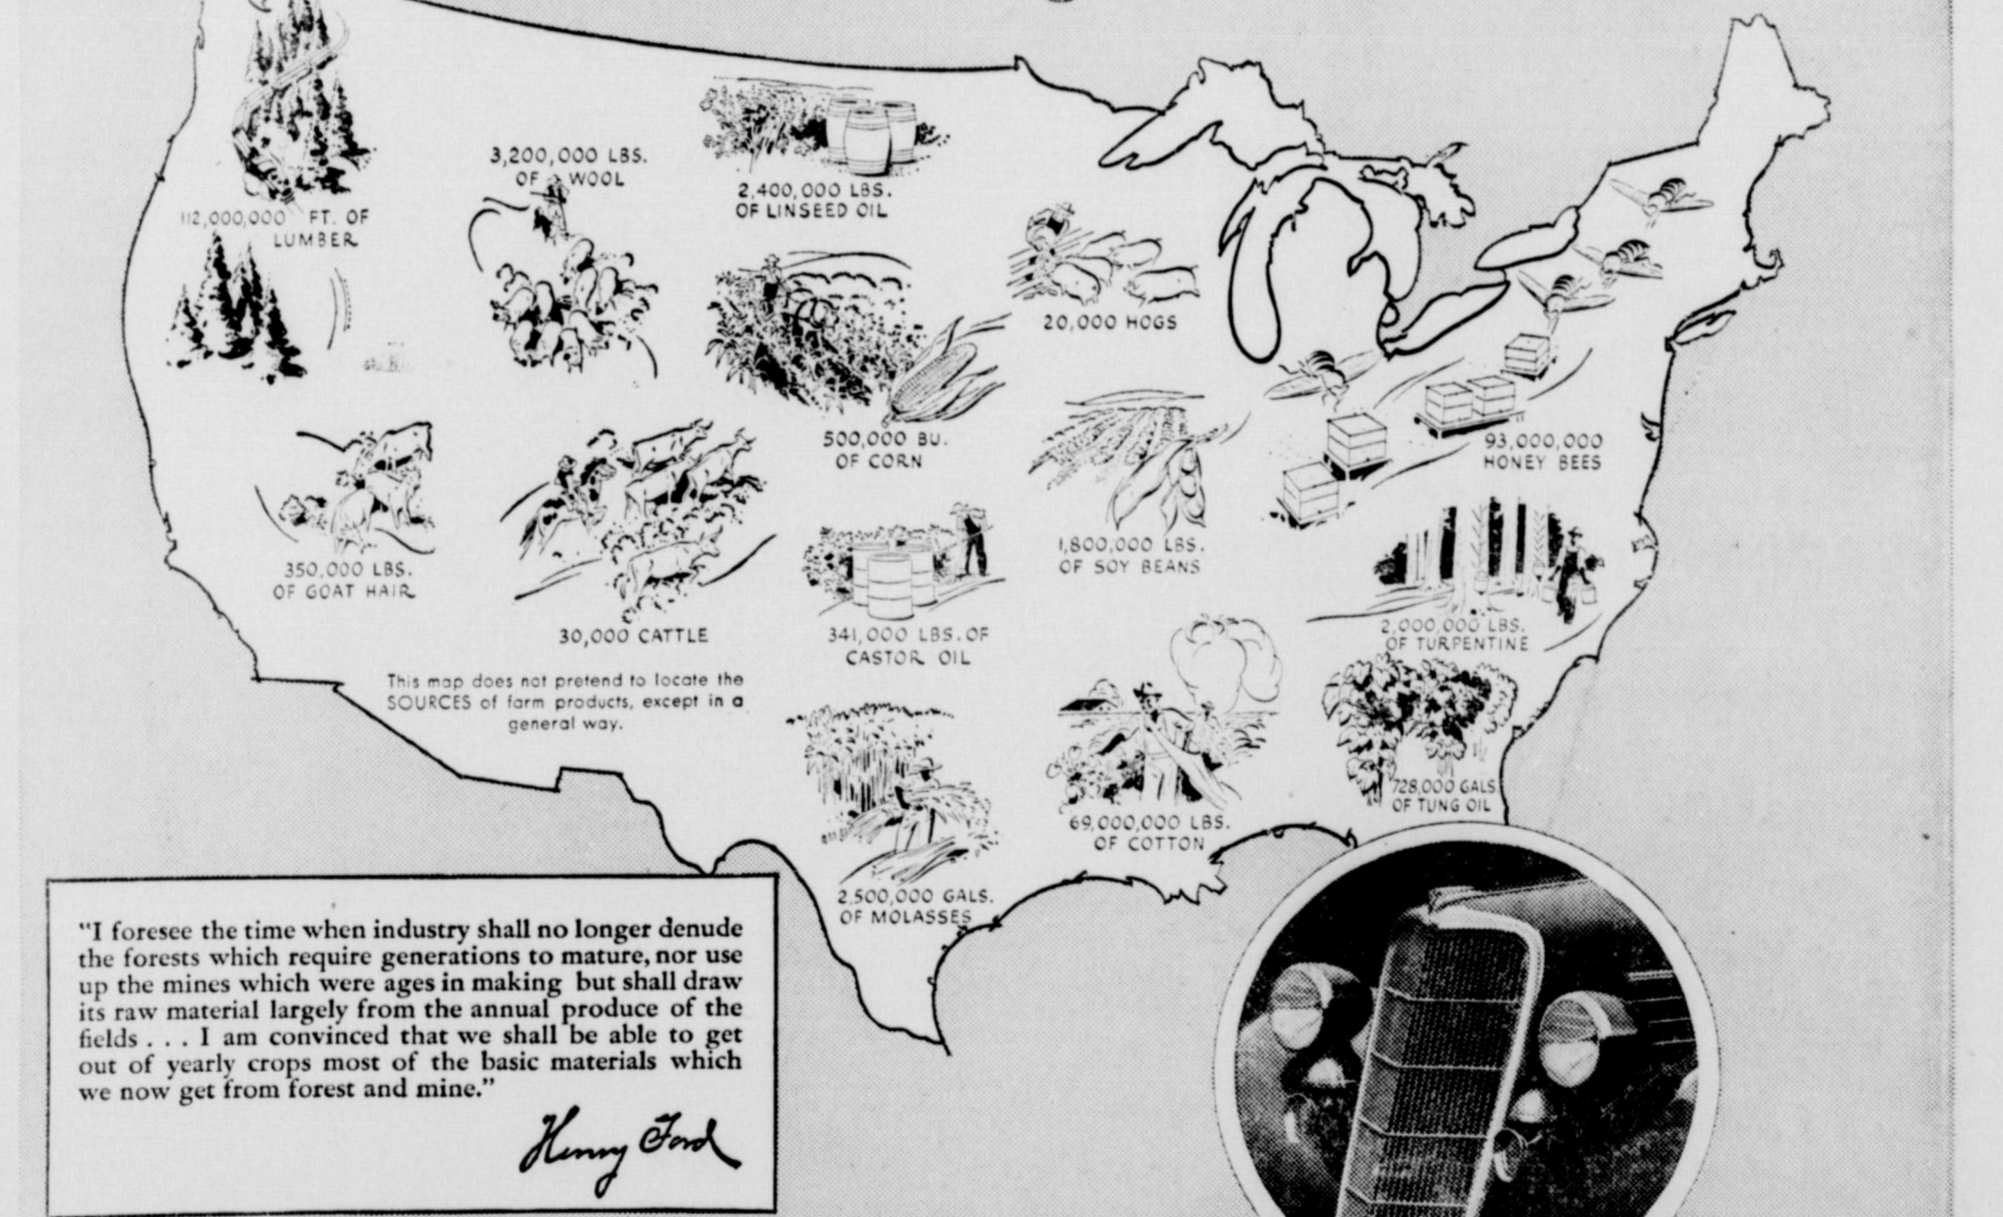 3,200,000 LBS.
OF WOOL
2,400,000 LBS.
OF LINSEED OIL
112,000,000 FT. OF
LUMBER
20,000 HOGS
500,000 BU.
OF CORN
93,000,000
HONEY BEES
1,800,000 LBS.
OF SOY BEANS
350,000 LBS.
OF GOAT HAIR
30,000 CATTLE
341,000 LBS. OF
CASTOR OIL
2,000,000 LBS.
OF TURPENTINE
This map does not pretend to locate the
SOURCES of farm products, except in a
general way.
728,000 GALS
OF TUNG OIL
69,000,000 LBS.
OF COTTON
2,500,000 GALS.
OF MOLASSES
"I foresee the time when industry shall no longer denude
the forests which require generations to mature, nor use
up the mines which were ages in making but shall draw
its raw material largely from the annual produce of the
fields . . . I am convinced that we shall be able to get
out of yearly crops most of the basic materials which
we now get from forest and mine."
Henry Ford